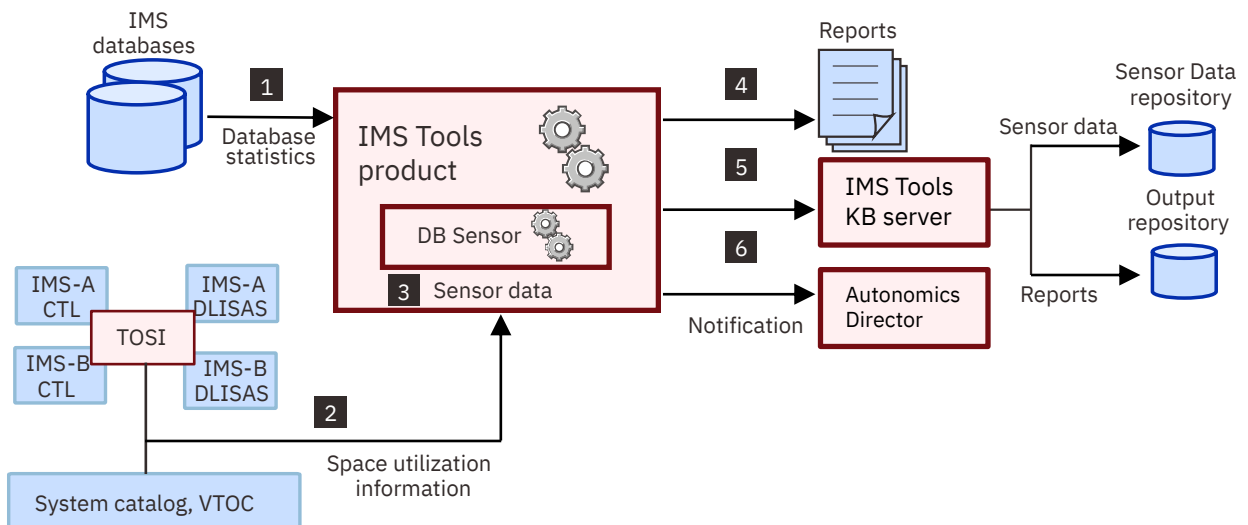 IMS
databases
1
Database
statistics
IMS Tools
product
DB Sensor
3
Sensor data
4
Reports
5
IMS Tools
KB server
6
Notification
Autonomics
Director
Sensor Data
repository
Sensor data
Output
repository
Reports
IMS-A
CTL
IMS-A
DLISAS
TOSI
IMS-B
CTL
IMS-B
DLISAS
2
Space utilization
information
System catalog, VTOC